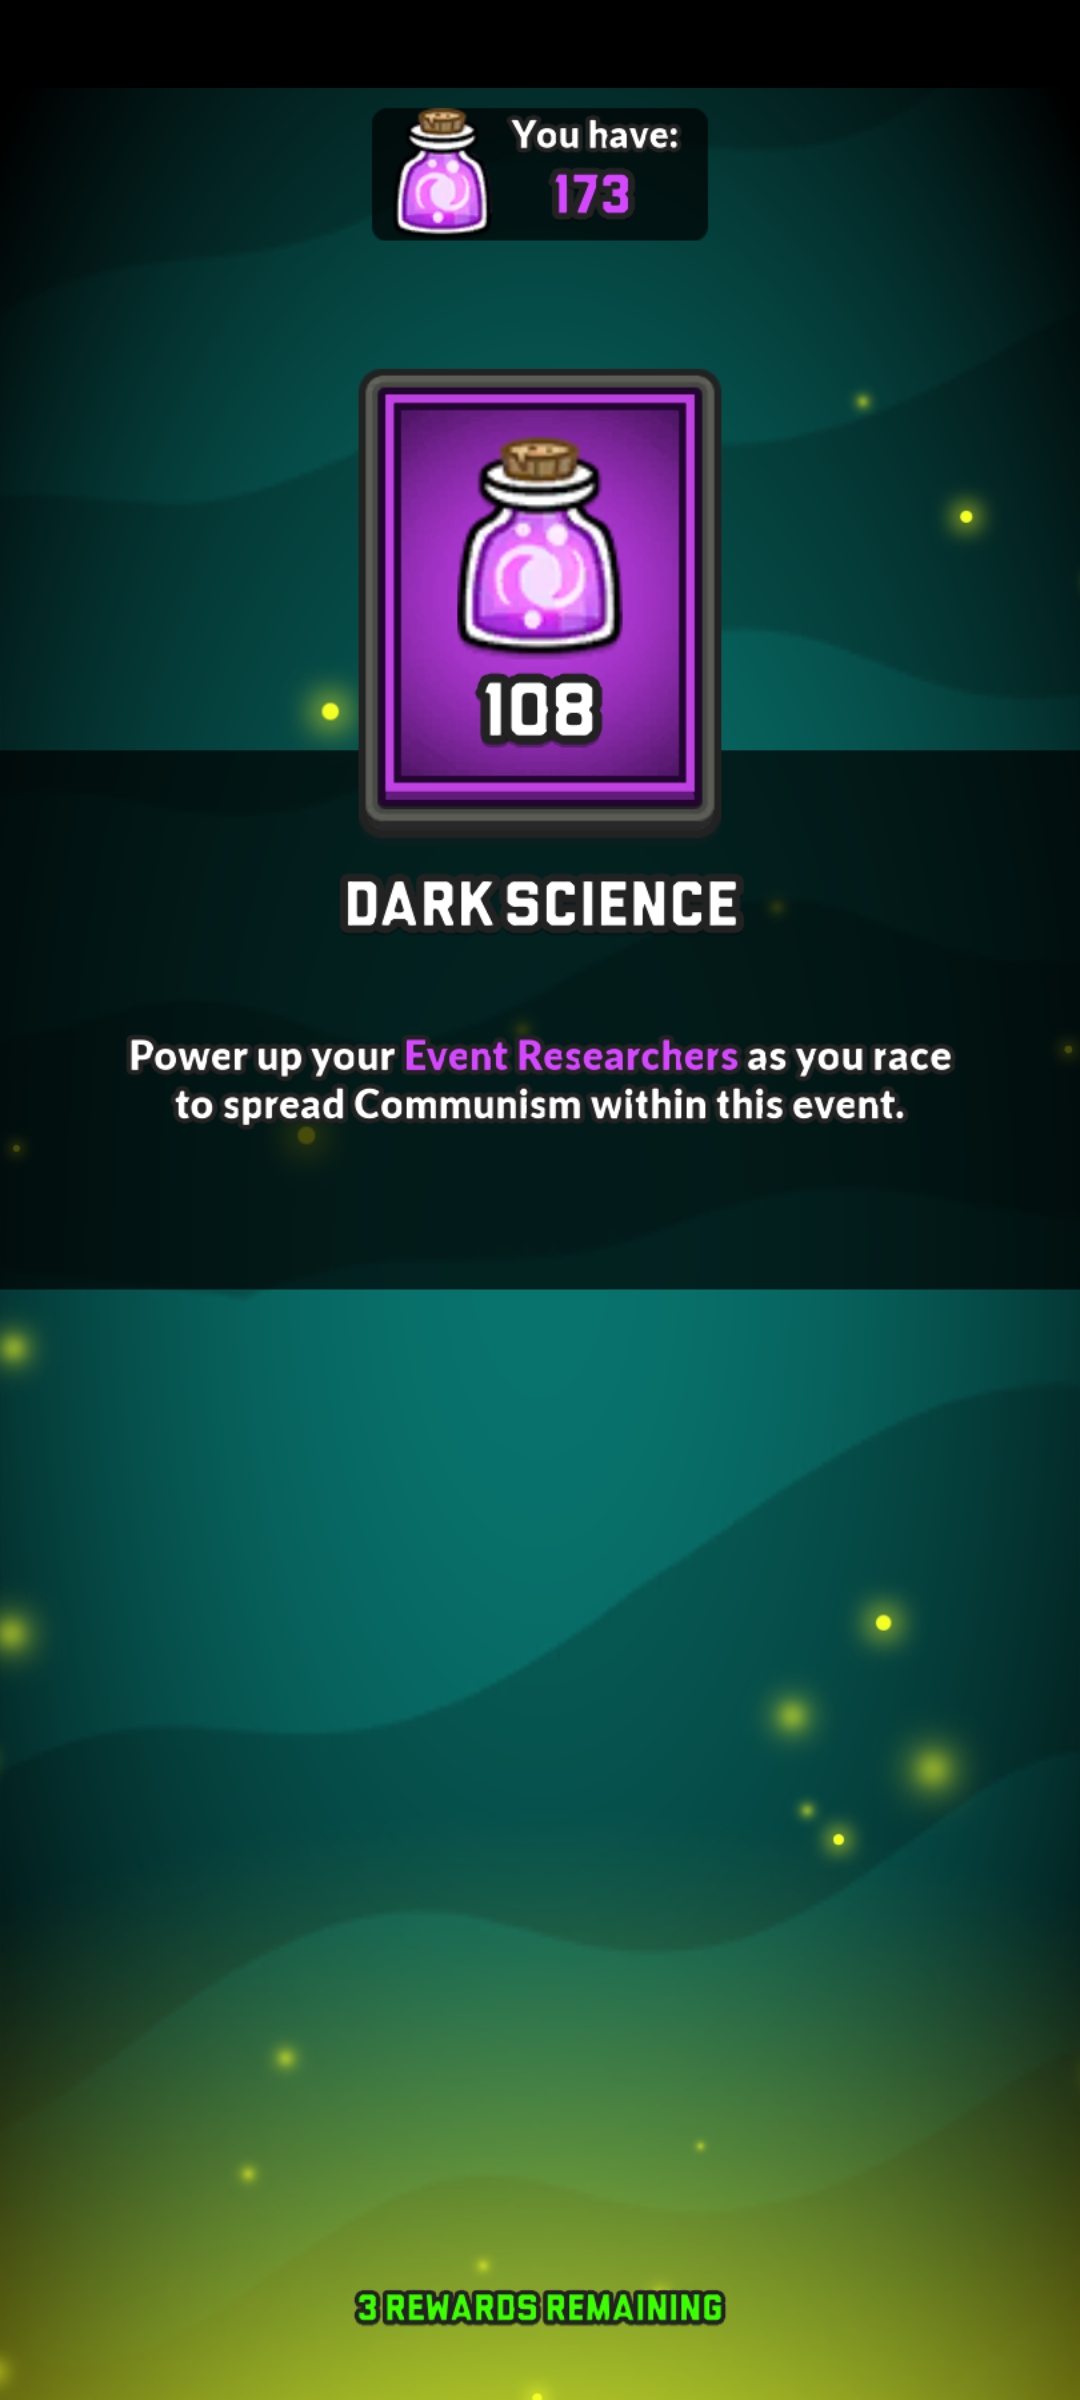 You have:
173
108
DARK SCIENCE
Power up your Event Researchers as you race
to spread Communism within this event.
3 REWARDS REMAINING